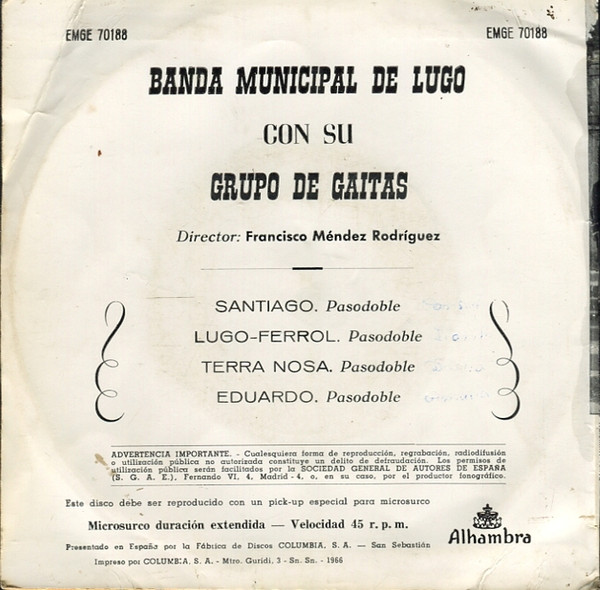 EMGE 70188
EMGE 70188
BANDA MUNICIPAL DE LUGO
CON SU
GRUPO DE GAITAS
Director: Francisco Méndez Rodríguez
SANTIAGO. Pasodoble
LUGO-FERROL. Pasodoble
TERRA NOSA. Pasodoble
EDUARDO. Pasodoble
ADVERTENCIA IMPORTANTE. - Cualesquiera forma de reproducción, regrabación, radiodifusión
o utilización pública no autorizada constituye un delito de defraudación. Los permisos de
utilización pública serán facilitados por la SOCIEDAD GENERAL DE AUTORES DE ESPAÑA
(S. G. A. E.), Fernando VI, 4, Madrid - 4, o, en su caso, por el productor fonográfico.
Este disco debe ser reproducido con un pick-up especial para microsurco
Microsurco duración extendida — Velocidad 45 r. p. m.
Alhambra
Presentado en España por la Fábrica de Discos COLUMBIA, S. A. — San Sebastián
Impreso por COLUMBIA, S. A. - Mtro. Guridi, 3 - Sn. Sn. - 1966